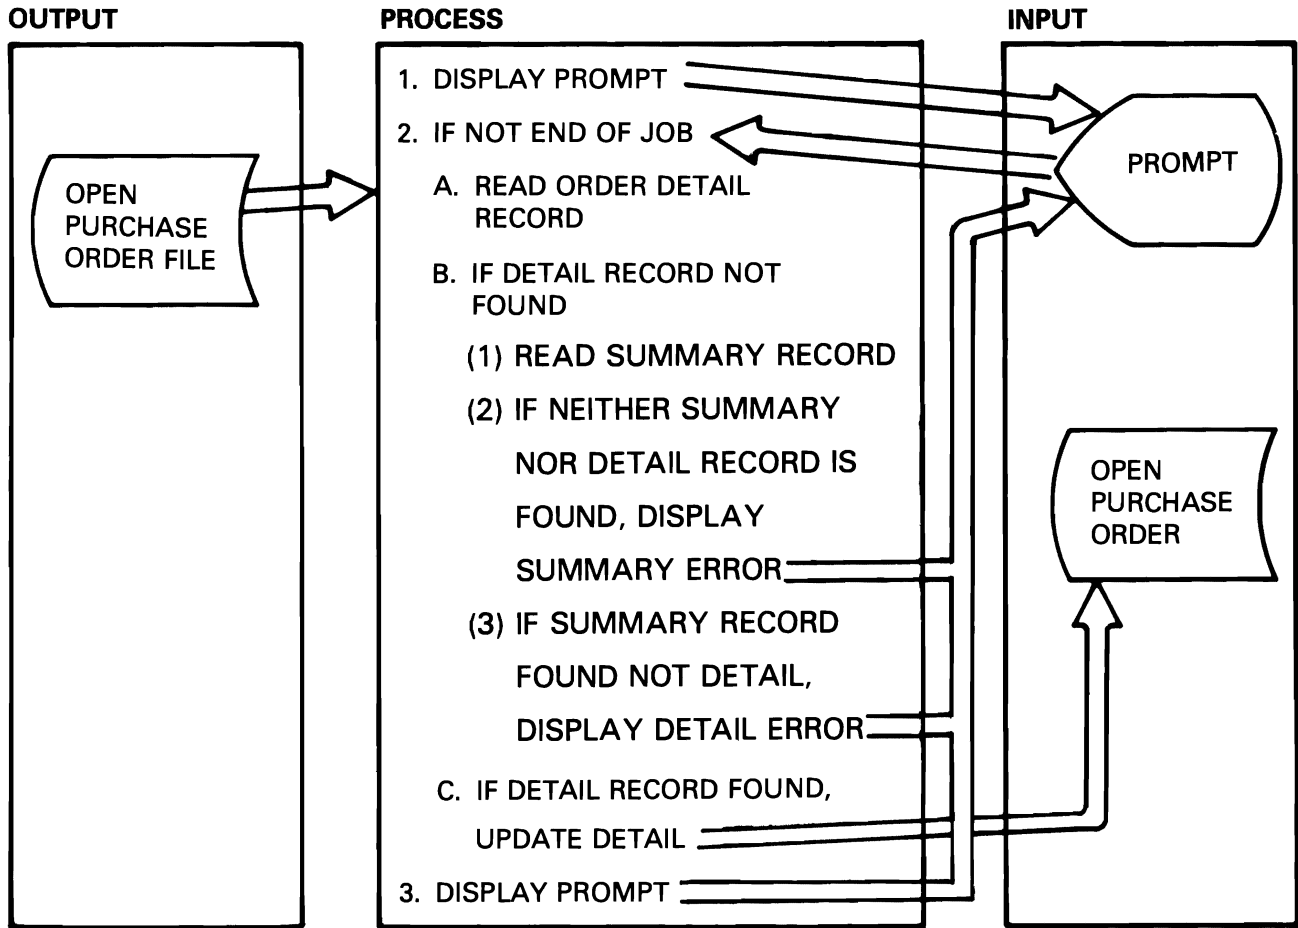 OUTPUT
PROCESS
INPUT
OPEN
PURCHASE
ORDER FILE
1. DISPLAY PROMPT
2. IF NOT END OF JOB
A. READ ORDER DETAIL
RECORD
B. IF DETAIL RECORD NOT
FOUND
(1) READ SUMMARY RECORD
(2) IF NEITHER SUMMARY
NOR DETAIL RECORD IS
FOUND, DISPLAY
SUMMARY ERROR
(3) IF SUMMARY RECORD
FOUND NOT DETAIL,
DISPLAY DETAIL ERROR
C. IF DETAIL RECORD FOUND,
UPDATE DETAIL
3. DISPLAY PROMPT
PROMPT
OPEN
PURCHASE
ORDER